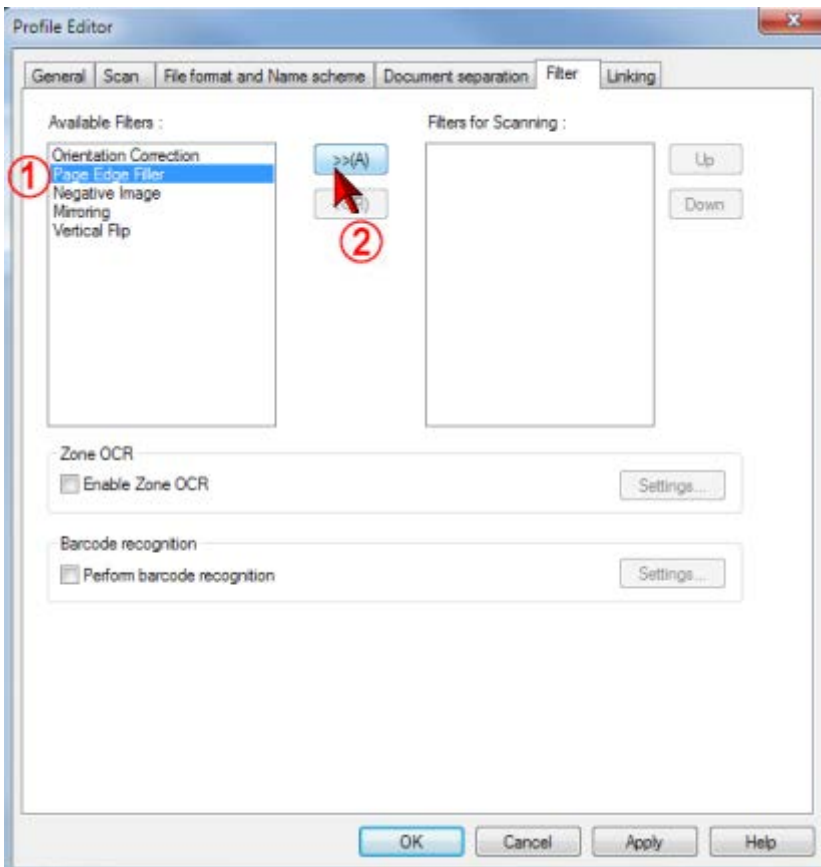 Profile Editor
General Scan File format and Name scheme Document separation Filter Linking
Available Filters :
Filters for Scanning :
Orientation Correction
Page Edge Filler
Negative Image
Mirroring
Vertical Flip
①
>>(A)
②
Up
Down
Zone OCR
Enable Zone OCR
Settings...
Barcode recognition
Perform barcode recognition
Settings...
OK Cancel Apply Help